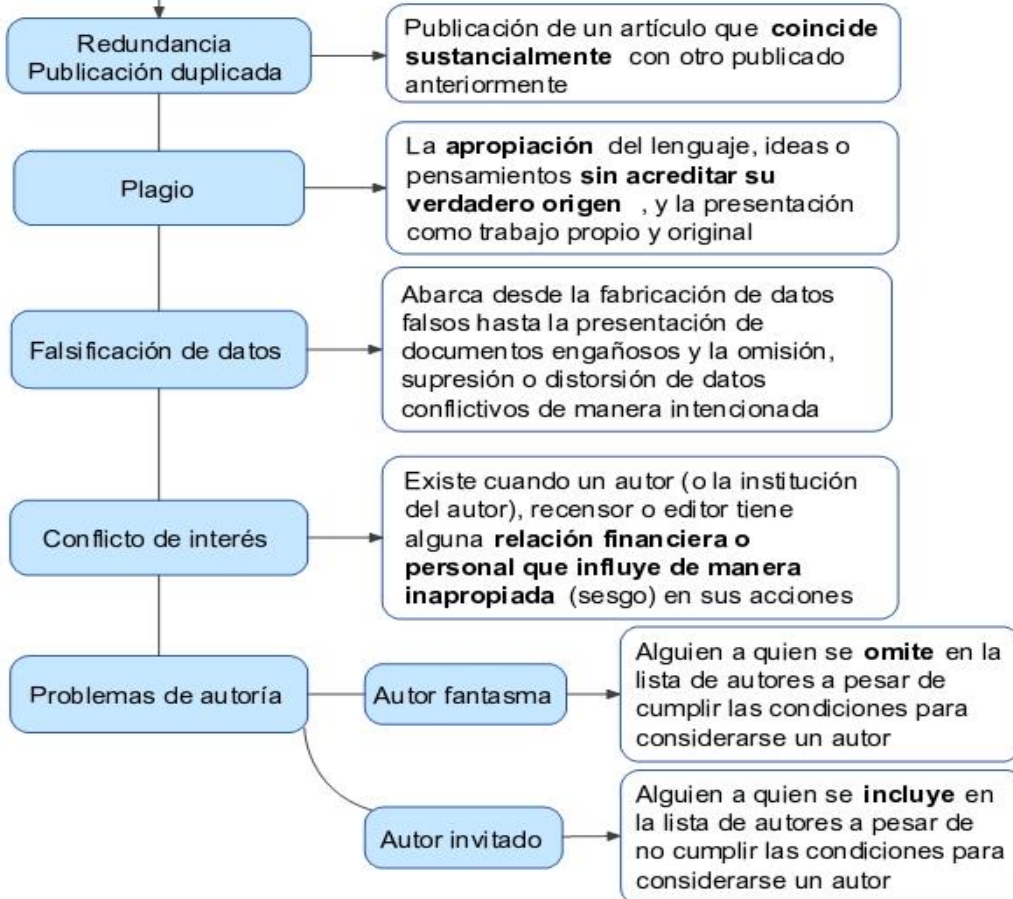 Redundancia
Publicación duplicada
Publicación de un artículo que coincide
sustancialmente con otro publicado
anteriormente
Plagio
La apropiación del lenguaje, ideas o
pensamientos sin acreditar su
verdadero origen , y la presentación
como trabajo propio y original
Falsificación de datos
Abarca desde la fabricación de datos
falsos hasta la presentación de
documentos engañosos y la omisión,
supresión o distorsión de datos
conflictivos de manera intencionada
Conflicto de interés
Existe cuando un autor (o la institución
del autor), recensor o editor tiene
alguna relación financiera o
personal que influye de manera
inapropiada (sesgo) en sus acciones
Problemas de autoría
Autor fantasma
Alguien a quien se omite en la
lista de autores a pesar de
cumplir las condiciones para
considerarse un autor
Autor invitado
Alguien a quien se incluye en
la lista de autores a pesar de
no cumplir las condiciones para
considerarse un autor